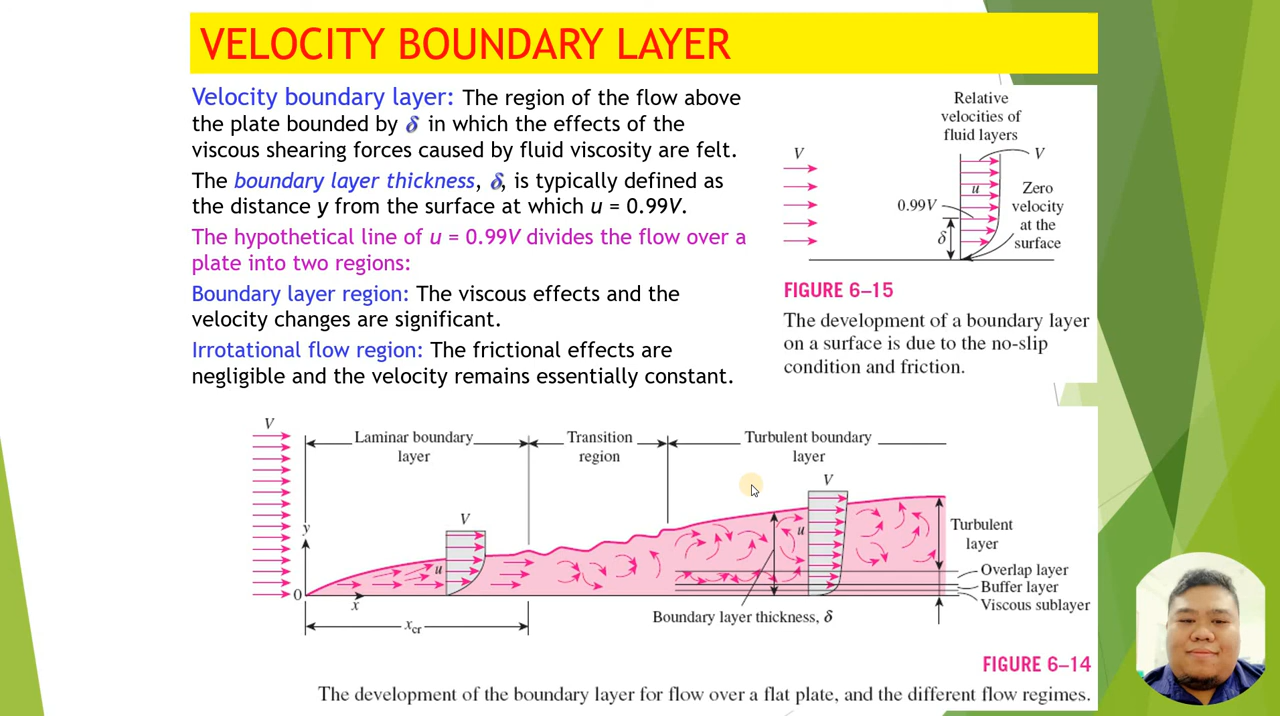 VELOCITY BOUNDARY LAYER
Velocity boundary layer: The region of the flow above
the plate bounded by δ in which the effects of the
viscous shearing forces caused by fluid viscosity are felt.
The boundary layer thickness, δ, is typically defined as
the distance y from the surface at which u = 0.99V.
The hypothetical line of u = 0.99V divides the flow over a
plate into two regions:
Boundary layer region: The viscous effects and the
velocity changes are significant.
Irrotational flow region: The frictional effects are
negligible and the velocity remains essentially constant.
Relative
velocities of
fluid layers
V
V
u
0.99V
δ
Zero
velocity
at the
surface
FIGURE 6–15
The development of a boundary layer
on a surface is due to the no-slip
condition and friction.
V
Laminar boundary
layer
Transition
region
Turbulent boundary
layer
V
V
y
u
u
0
x
x cr
Turbulent
layer
Overlap layer
Buffer layer
Viscous sublayer
Boundary layer thickness, δ
FIGURE 6–14
The development of the boundary layer for flow over a flat plate, and the different flow regimes.